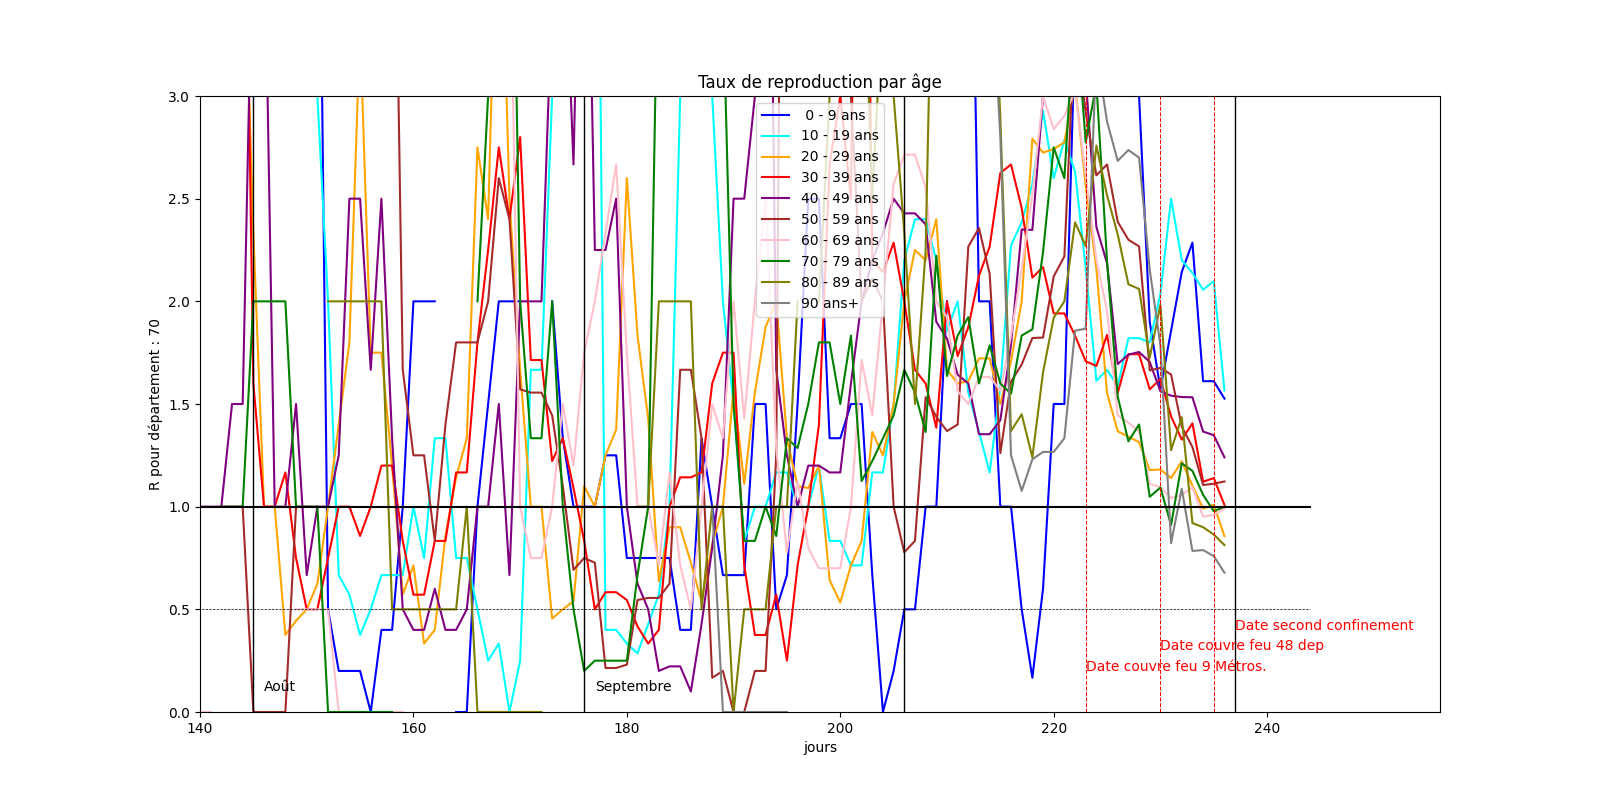 Taux de reproduction par âge
3.0
2.5
2.0
1.5
1.0
0.5
0.0
R pour département : 70
0 - 9 ans
10 - 19 ans
20 - 29 ans
30 - 39 ans
40 - 49 ans
50 - 59 ans
60 - 69 ans
70 - 79 ans
80 - 89 ans
90 ans+
Date second confinement
Date couvre feu 48 dep
Date couvre feu 9 Métros.
Août
Septembre
140
160
180
200
220
240
jours